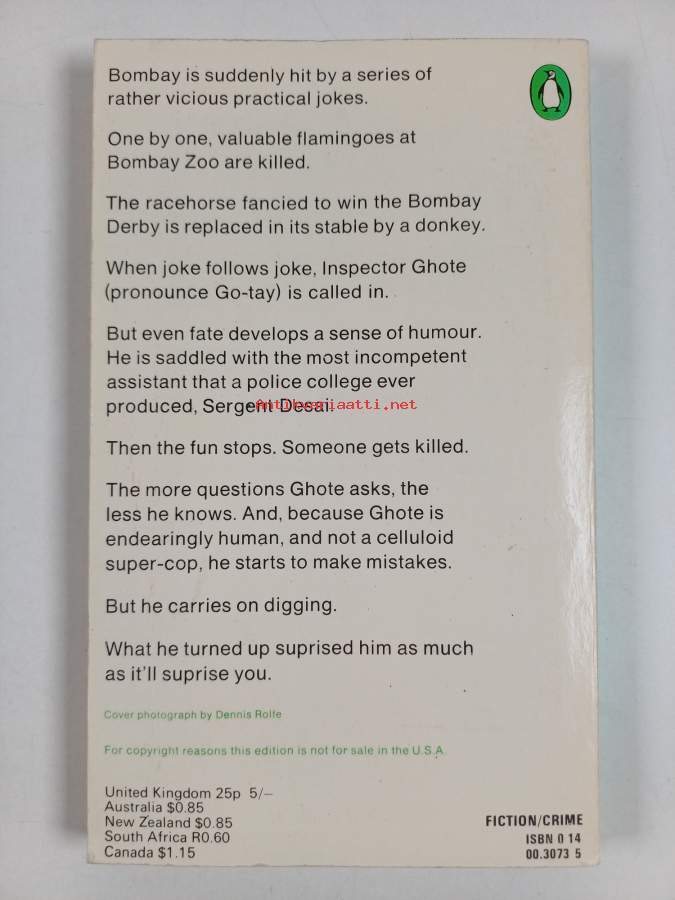 Bombay is suddenly hit by a series of
rather vicious practical jokes.
One by one, valuable flamingoes at
Bombay Zoo are killed.
The racehorse fancied to win the Bombay
Derby is replaced in its stable by a donkey.
When joke follows joke, Inspector Ghote
(pronounce Go-tay) is called in.
But even fate develops a sense of humour.
He is saddled with the most incompetent
assistant that a police college ever
produced, Sergent Desai.
antikvariaatti.net
Then the fun stops. Someone gets killed.
The more questions Ghote asks, the
less he knows. And, because Ghote is
endearingly human, and not a celluloid
super-cop, he starts to make mistakes.
But he carries on digging.
What he turned up suprised him as much
as it'll suprise you.
Cover photograph by Dennis Rolfe
For copyright reasons this edition is not for sale in the U.S.A.
United Kingdom 25p 5/–
Australia $0.85
New Zealand $0.85
South Africa R0.60
Canada $1.15
FICTION/CRIME
ISBN 0 14
00.3073 5